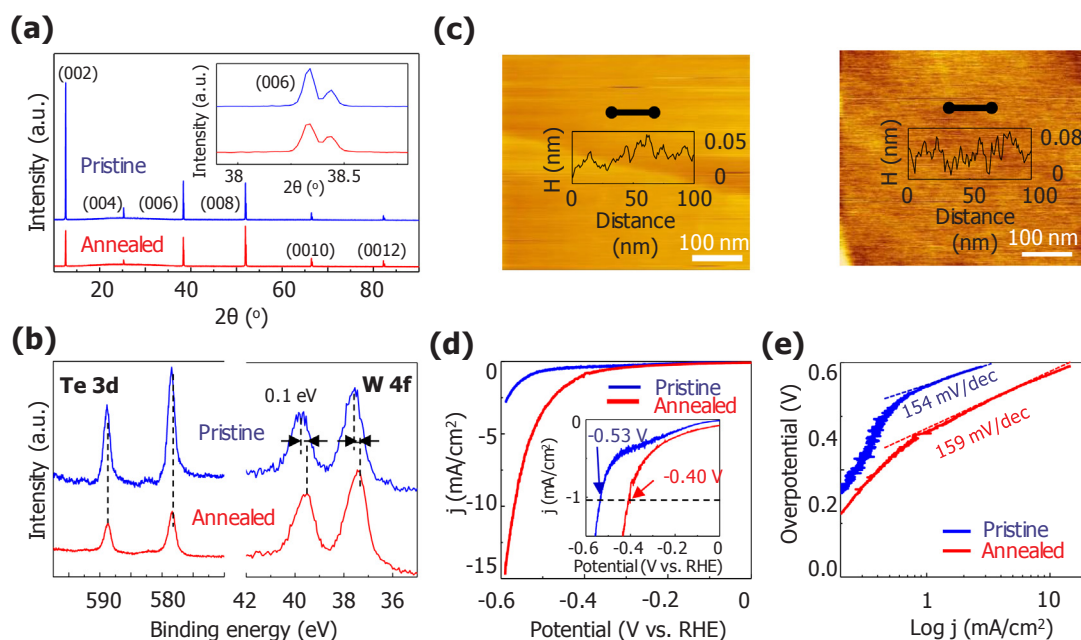 (a)
Intensity (a.u.)
(002)
Pristine
(004)
(006)
(008)
Annealed
(0010)
(0012)
10
20
40
60
80
2θ (º)
Intensity (a.u.)
(006)
38
38.5
2θ (º)
(b)
Te 3d
W 4f
0.1 eV
Pristine
Annealed
Intensity (a.u.)
590
580
42
40
38
36
Binding energy (eV)
(c)
H (nm)
0.05
0
0
50
100
Distance
(nm)
100 nm
H (nm)
0.08
0
0
50
100
Distance
(nm)
100 nm
(d)
j (mA/cm²)
0
-5
-10
-15
Pristine
Annealed
-0.53 V
-0.40 V
j (mA/cm²)
0
-1
-0.6
-0.4
-0.2
0
Potential (V vs. RHE)
-0.6
-0.4
-0.2
0
Potential (V vs. RHE)
(e)
Overpotential (V)
0.6
0.4
0.2
0.0
154 mV/dec
159 mV/dec
Pristine
Annealed
1
10
Log j (mA/cm²)